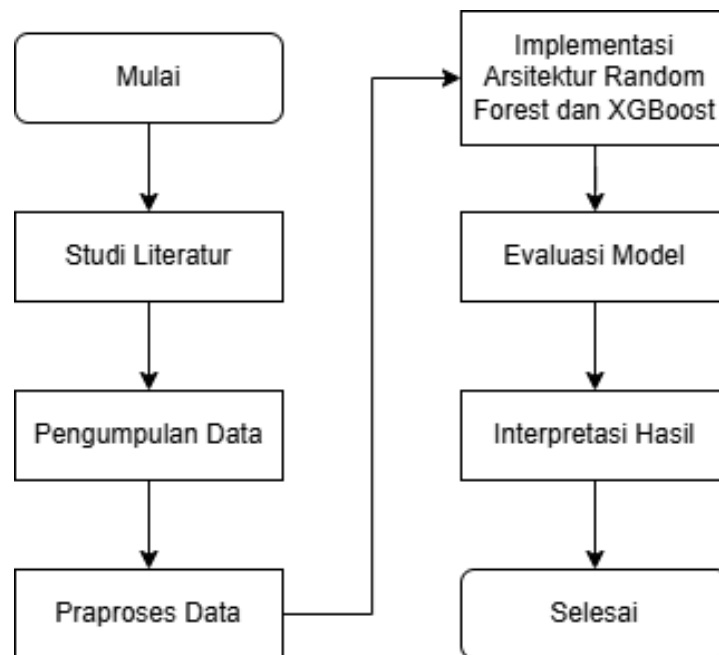 Mulai
Studi Literatur
Pengumpulan Data
Praproses Data
Implementasi
Arsitektur Random
Forest dan XGBoost
Evaluasi Model
Interpretasi Hasil
Selesai